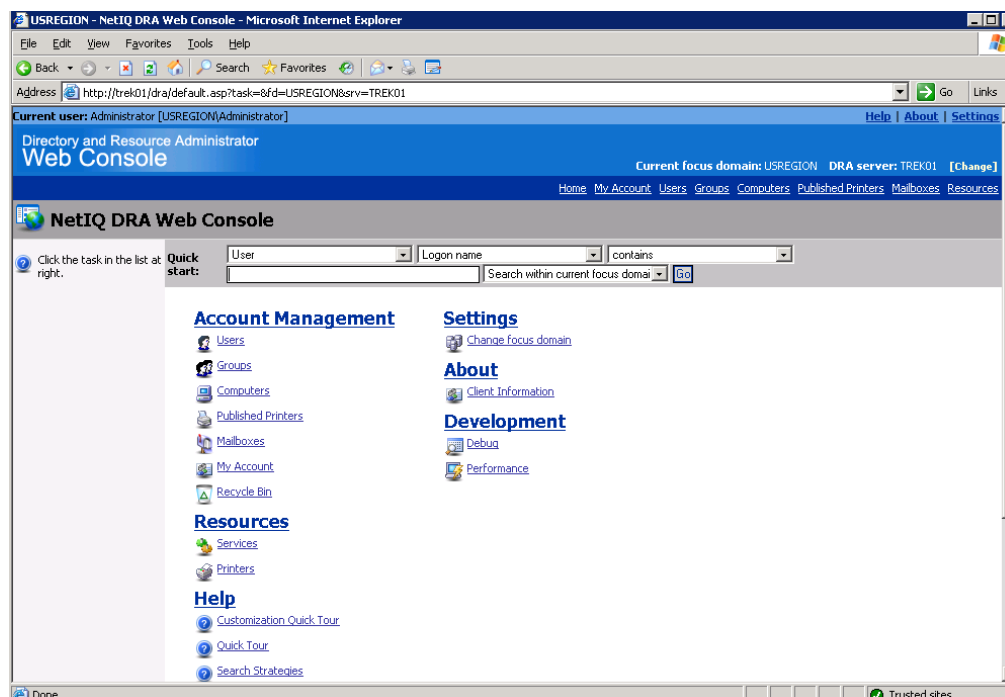 USREGION - NetIQ DRA Web Console - Microsoft Internet Explorer
File Edit View Favorites Tools Help
Back Search Favorites
Address http://trek01/dra/default.asp?task=&fd=USREGION&srv=TREK01 Go Links
Current user: Administrator [USREGION\Administrator] Help | About | Settings
Directory and Resource Administrator
Web Console
Current focus domain: USREGION DRA server: TREK01 [Change]
Home My Account Users Groups Computers Published Printers Mailboxes Resources
NetIQ DRA Web Console
Click the task in the list at right.
Quick start:
User Logon name contains
Search within current focus domai Go
Account Management
Users
Groups
Computers
Published Printers
Mailboxes
My Account
Recycle Bin
Resources
Services
Printers
Help
Customization Quick Tour
Quick Tour
Search Strategies
Settings
Change focus domain
About
Client Information
Development
Debug
Performance
Done Trusted sites